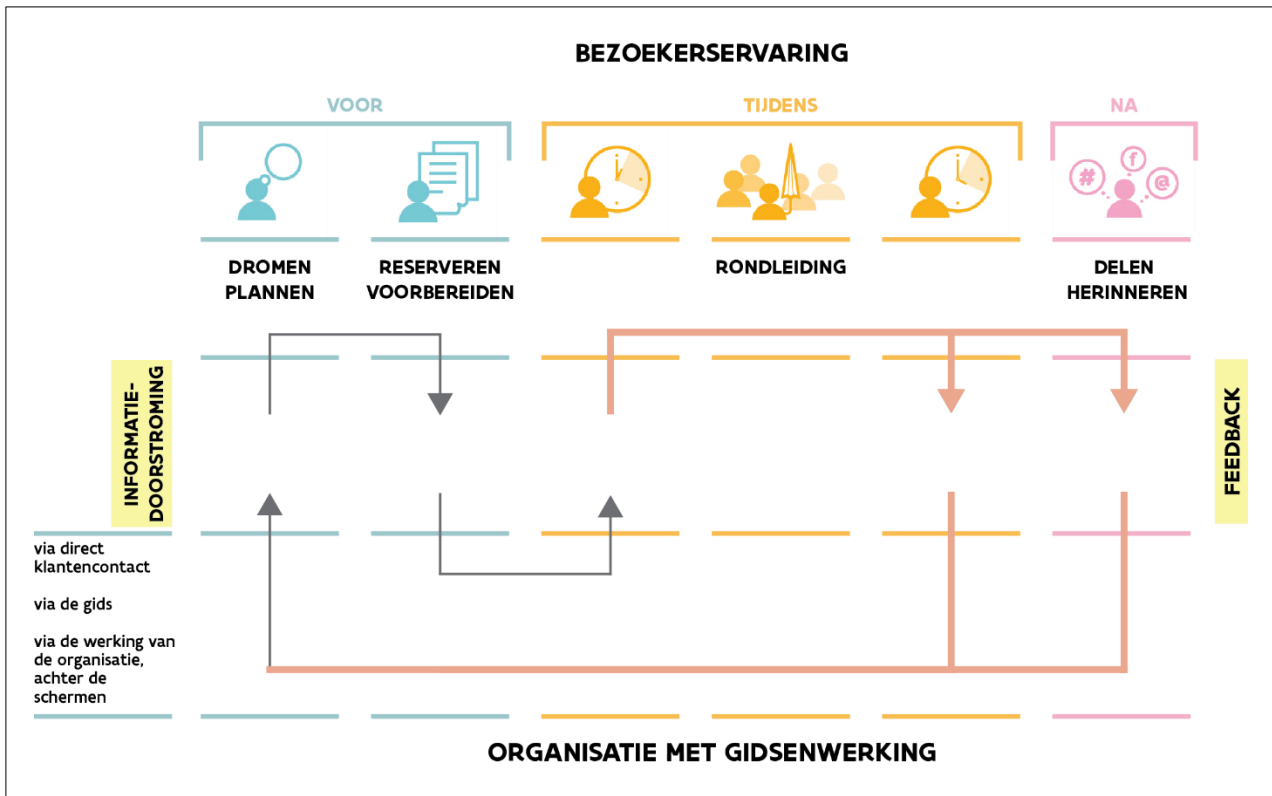 BEZOEKERSERVARING
VOOR
TIJDENS
NA
#
f
@
DROMEN
PLANNEN
RESERVEREN
VOORBEREIDEN
RONDLEIDING
DELEN
HERINNEREN
INFORMATIE-
DOORSTROMING
FEEDBACK
via direct
klantencontact
via de gids
via de werking van
de organisatie,
achter de
schermen
ORGANISATIE MET GIDSENWERKING